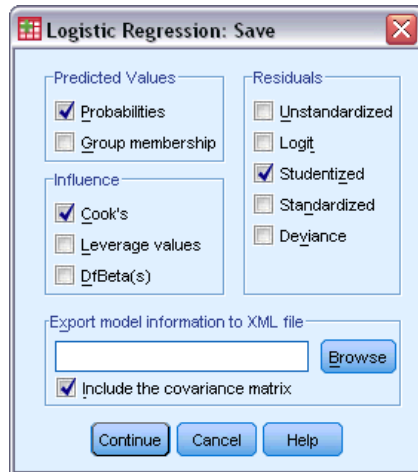 Logistic Regression: Save
Predicted Values
Probabilities
Group membership
Influence
Cook's
Leverage values
DfBeta(s)
Residuals
Unstandardized
Logit
Studentized
Standardized
Deviance
Export model information to XML file
Browse
Include the covariance matrix
Continue Cancel Help